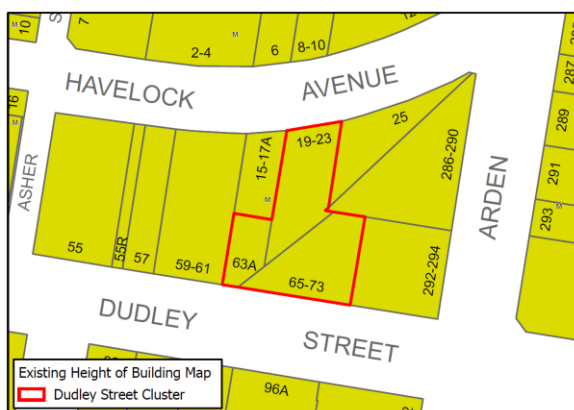 10
7
2-4
M
6
8-10
HAVELOCK
AVENUE
287
16
M
ASHER
15-17A
M
19-23
25
286-290
ARDEN
289
291
293
M
55
55R
57
59-61
63A
65-73
292-294
DUDLEY
STREET
96A
Existing Height of Building Map
Dudley Street Cluster